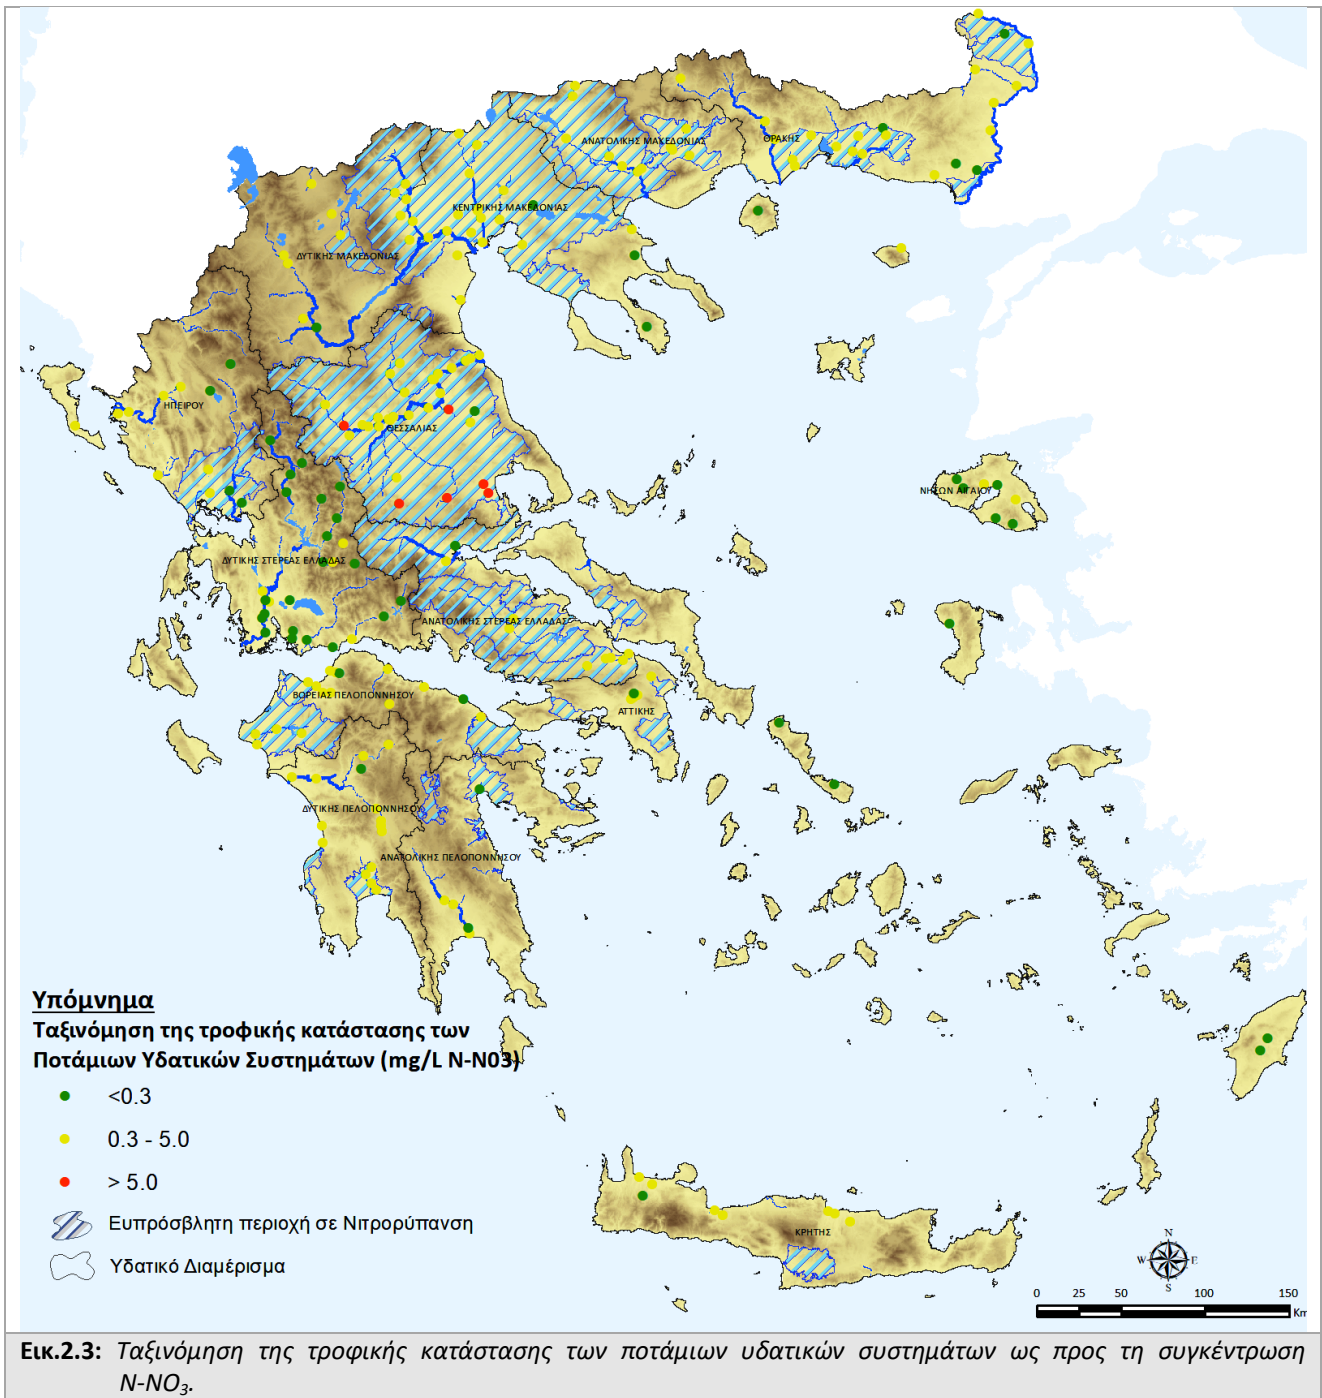 ΑΝΑΤΟΛΙΚΗΣ ΜΑΚΕΔΟΝΙΑΣ
ΘΡΑΚΗΣ
ΚΕΝΤΡΙΚΗΣ ΜΑΚΕΔΟΝΙΑΣ
ΔΥΤΙΚΗΣ ΜΑΚΕΔΟΝΙΑΣ
ΗΠΕΙΡΟΥ
ΘΕΣΣΑΛΙΑΣ
ΝΗΣΩΝ ΑΙΓΑΙΟΥ
ΔΥΤΙΚΗΣ ΣΤΕΡΕΑΣ ΕΛΛΑΔΑΣ
ΑΝΑΤΟΛΙΚΗΣ ΣΤΕΡΕΑΣ ΕΛΛΑΔΑΣ
ΒΟΡΕΙΑΣ ΠΕΛΟΠΟΝΝΗΣΟΥ
ΑΤΤΙΚΗΣ
ΔΥΤΙΚΗΣ ΠΕΛΟΠΟΝΝΗΣΟΥ
ΑΝΑΤΟΛΙΚΗΣ ΠΕΛΟΠΟΝΝΗΣΟΥ
Υπόμνημα
Ταξινόμηση της τροφικής κατάστασης των
Ποτάμιων Υδατικών Συστημάτων (mg/L N-N03)
<0.3
0.3 - 5.0
> 5.0
Ευπρόσβλητη περιοχή σε Νιτρορύπανση
Υδατικό Διαμέρισμα
ΚΡΗΤΗΣ
N
W E
S
0 25 50 100 150
Km
Εικ.2.3: Ταξινόμηση της τροφικής κατάστασης των ποτάμιων υδατικών συστημάτων ως προς τη συγκέντρωση
N-NO₃.